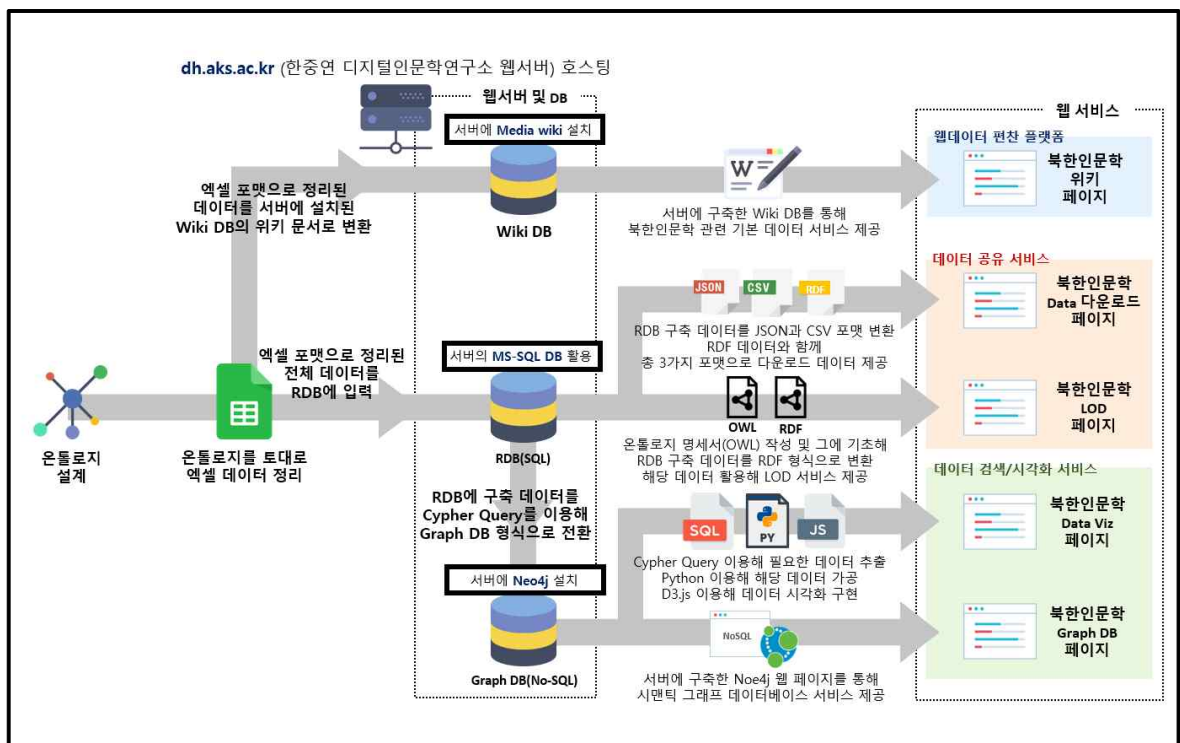 dh.aks.ac.kr (한중연 디지털인문학연구소 웹서버) 호스팅
웹서버 및 DB
서버에 Media wiki 설치
Wiki DB
엑셀 포맷으로 정리된
데이터를 서버에 설치된
Wiki DB의 위키 문서로 변환
W
서버에 구축한 Wiki DB를 통해
북한인문학 관련 기본 데이터 서비스 제공
웹 서비스
웹데이터 편찬 플랫폼
북한인문학
위키
페이지
온톨로지
설계
온톨로지를 토대로
엑셀 데이터 정리
엑셀 포맷으로 정리된
전체 데이터를
RDB에 입력
서버의 MS-SQL DB 활용
RDB(SQL)
JSON
CSV
RDF
RDB 구축 데이터를 JSON과 CSV 포맷 변환
RDF 데이터와 함께
총 3가지 포맷으로 다운로드 데이터 제공
데이터 공유 서비스
북한인문학
Data 다운로드
페이지
OWL
RDF
온톨로지 명세서(OWL) 작성 및 그에 기초해
RDB 구축 데이터를 RDF 형식으로 변환
해당 데이터 활용해 LOD 서비스 제공
북한인문학
LOD
페이지
RDB에 구축 데이터를
Cypher Query를 이용해
Graph DB 형식으로 전환
서버에 Neo4j 설치
Graph DB(No-SQL)
SQL
PY
JS
Cypher Query 이용해 필요한 데이터 추출
Python 이용해 해당 데이터 가공
D3.js 이용해 데이터 시각화 구현
데이터 검색/시각화 서비스
북한인문학
Data Viz
페이지
NoSQL
서버에 구축한 Noe4j 웹 페이지를 통해
시맨틱 그래프 데이터베이스 서비스 제공
북한인문학
Graph DB
페이지